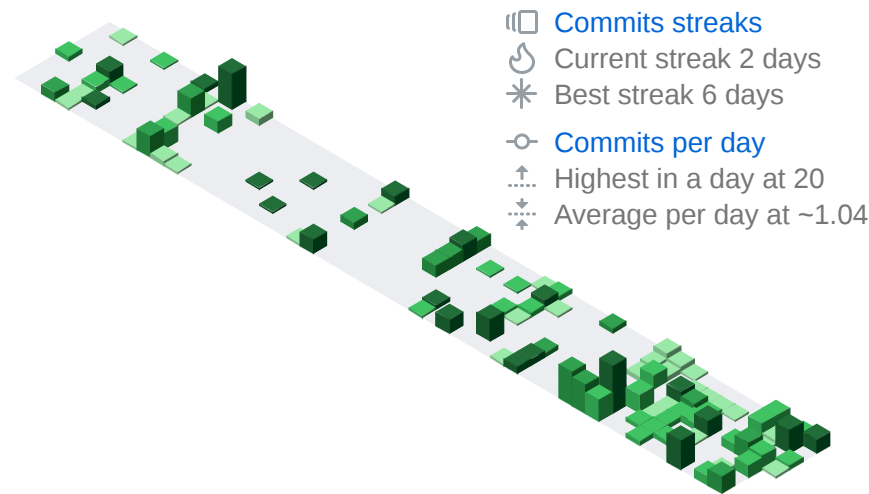 Commits streaks
Current streak 2 days
Best streak 6 days
Commits per day
Highest in a day at 20
Average per day at ~1.04